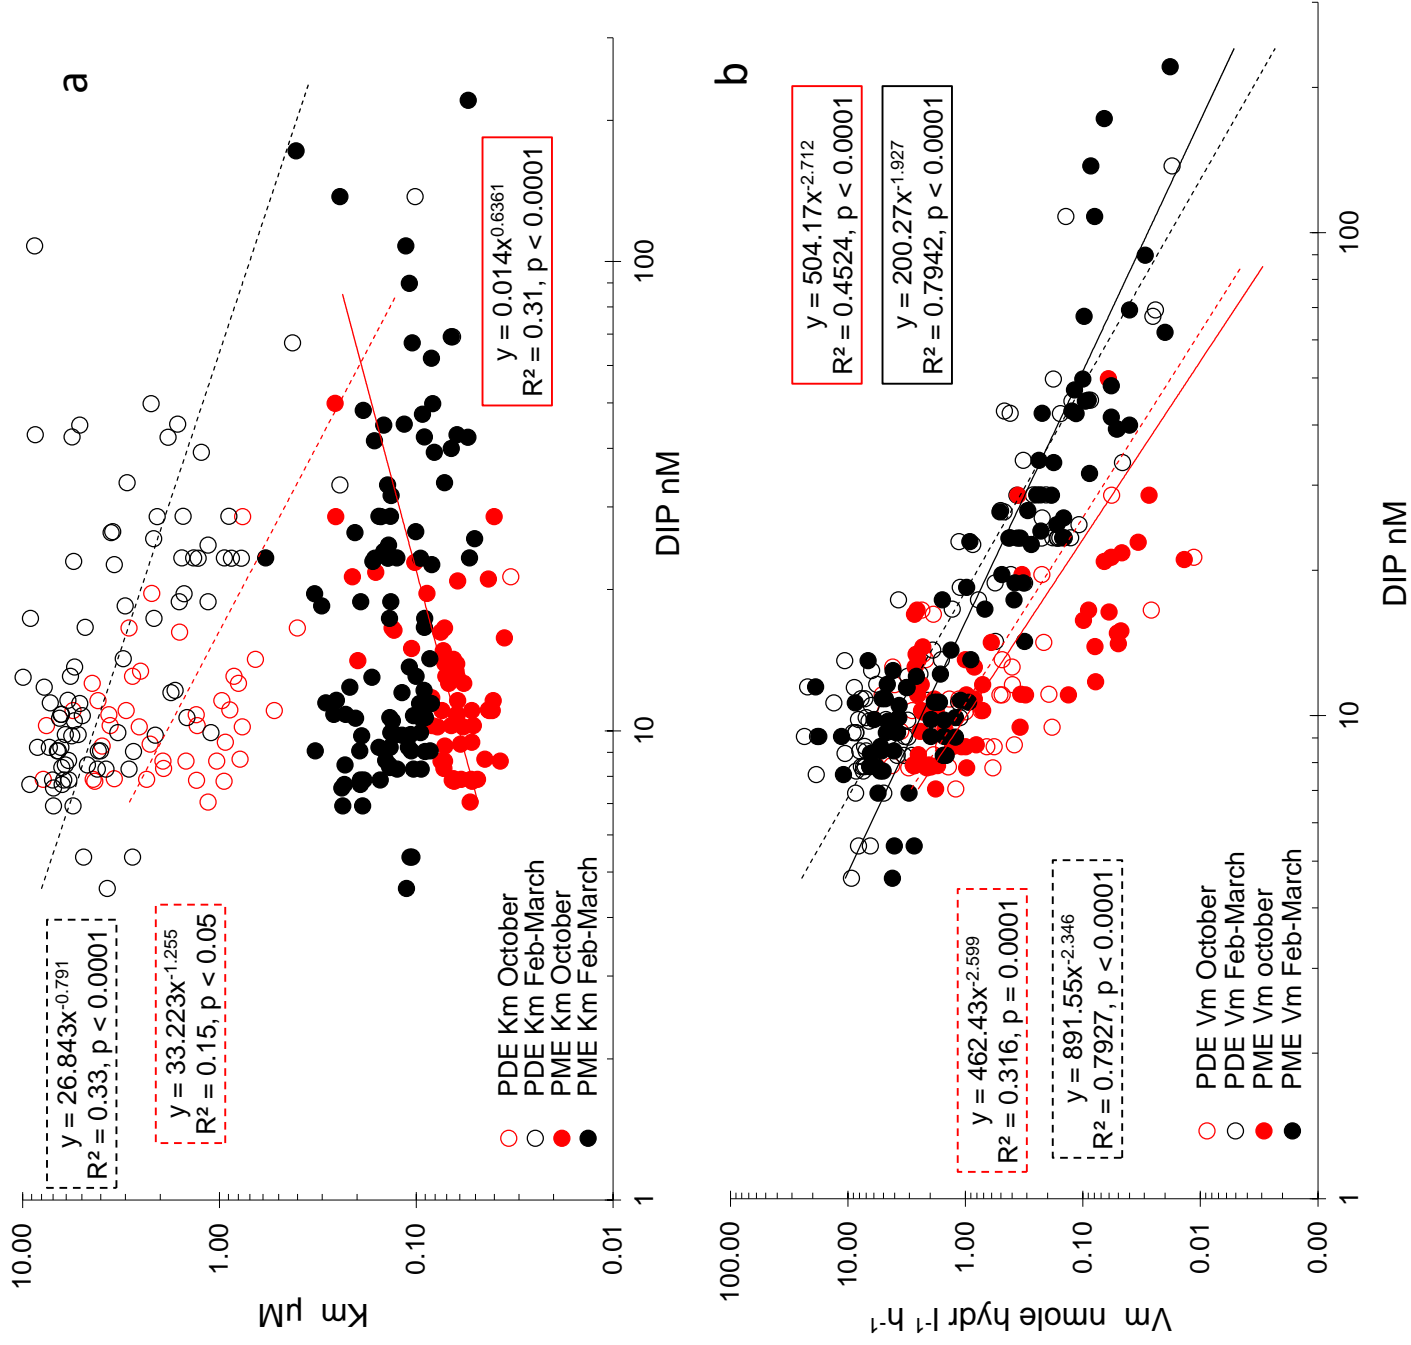 a
10.00
1.00
0.10
0.01
Km µM
1
10
100
DIP nM
y = 26.843x-0.791
R² = 0.33, p < 0.0001
y = 33.223x-1.255
R² = 0.15, p < 0.05
y = 0.014x0.6361
R² = 0.31, p < 0.0001
PDE Km October
PDE Km Feb-March
PME Km October
PME Km Feb-March
b
100.00
10.00
1.00
0.10
0.01
0.00
Vm nmole hydr l-1 h-1
1
10
100
DIP nM
y = 504.17x-2.712
R² = 0.4524, p < 0.0001
y = 200.27x-1.927
R² = 0.7942, p < 0.0001
y = 462.43x-2.599
R² = 0.316, p = 0.0001
y = 891.55x-2.346
R² = 0.7927, p < 0.0001
PDE Vm October
PDE Vm Feb-March
PME Vm october
PME Vm Feb-March